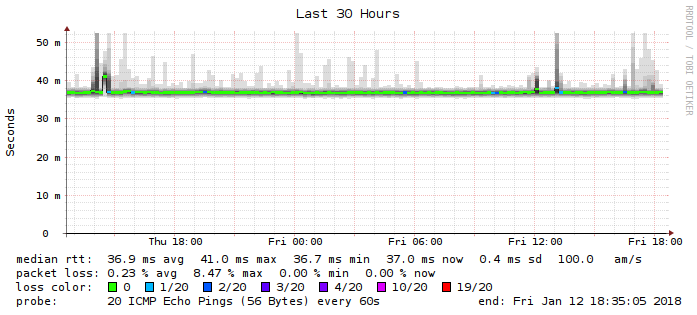 Last 30 Hours
RRDTOOL / TOBI OETIKER
Seconds
50 m
40 m
30 m
20 m
10 m
0
Thu 18:00 Fri 00:00 Fri 06:00 Fri 12:00 Fri 18:00
median rtt: 36.9 ms avg 41.0 ms max 36.7 ms min 37.0 ms now 0.4 ms sd 100.0 am/s
packet loss: 0.23 % avg 8.47 % max 0.00 % min 0.00 % now
loss color: 0 1/20 2/20 3/20 4/20 10/20 19/20
probe: 20 ICMP Echo Pings (56 Bytes) every 60s end: Fri Jan 12 18:35:05 2018